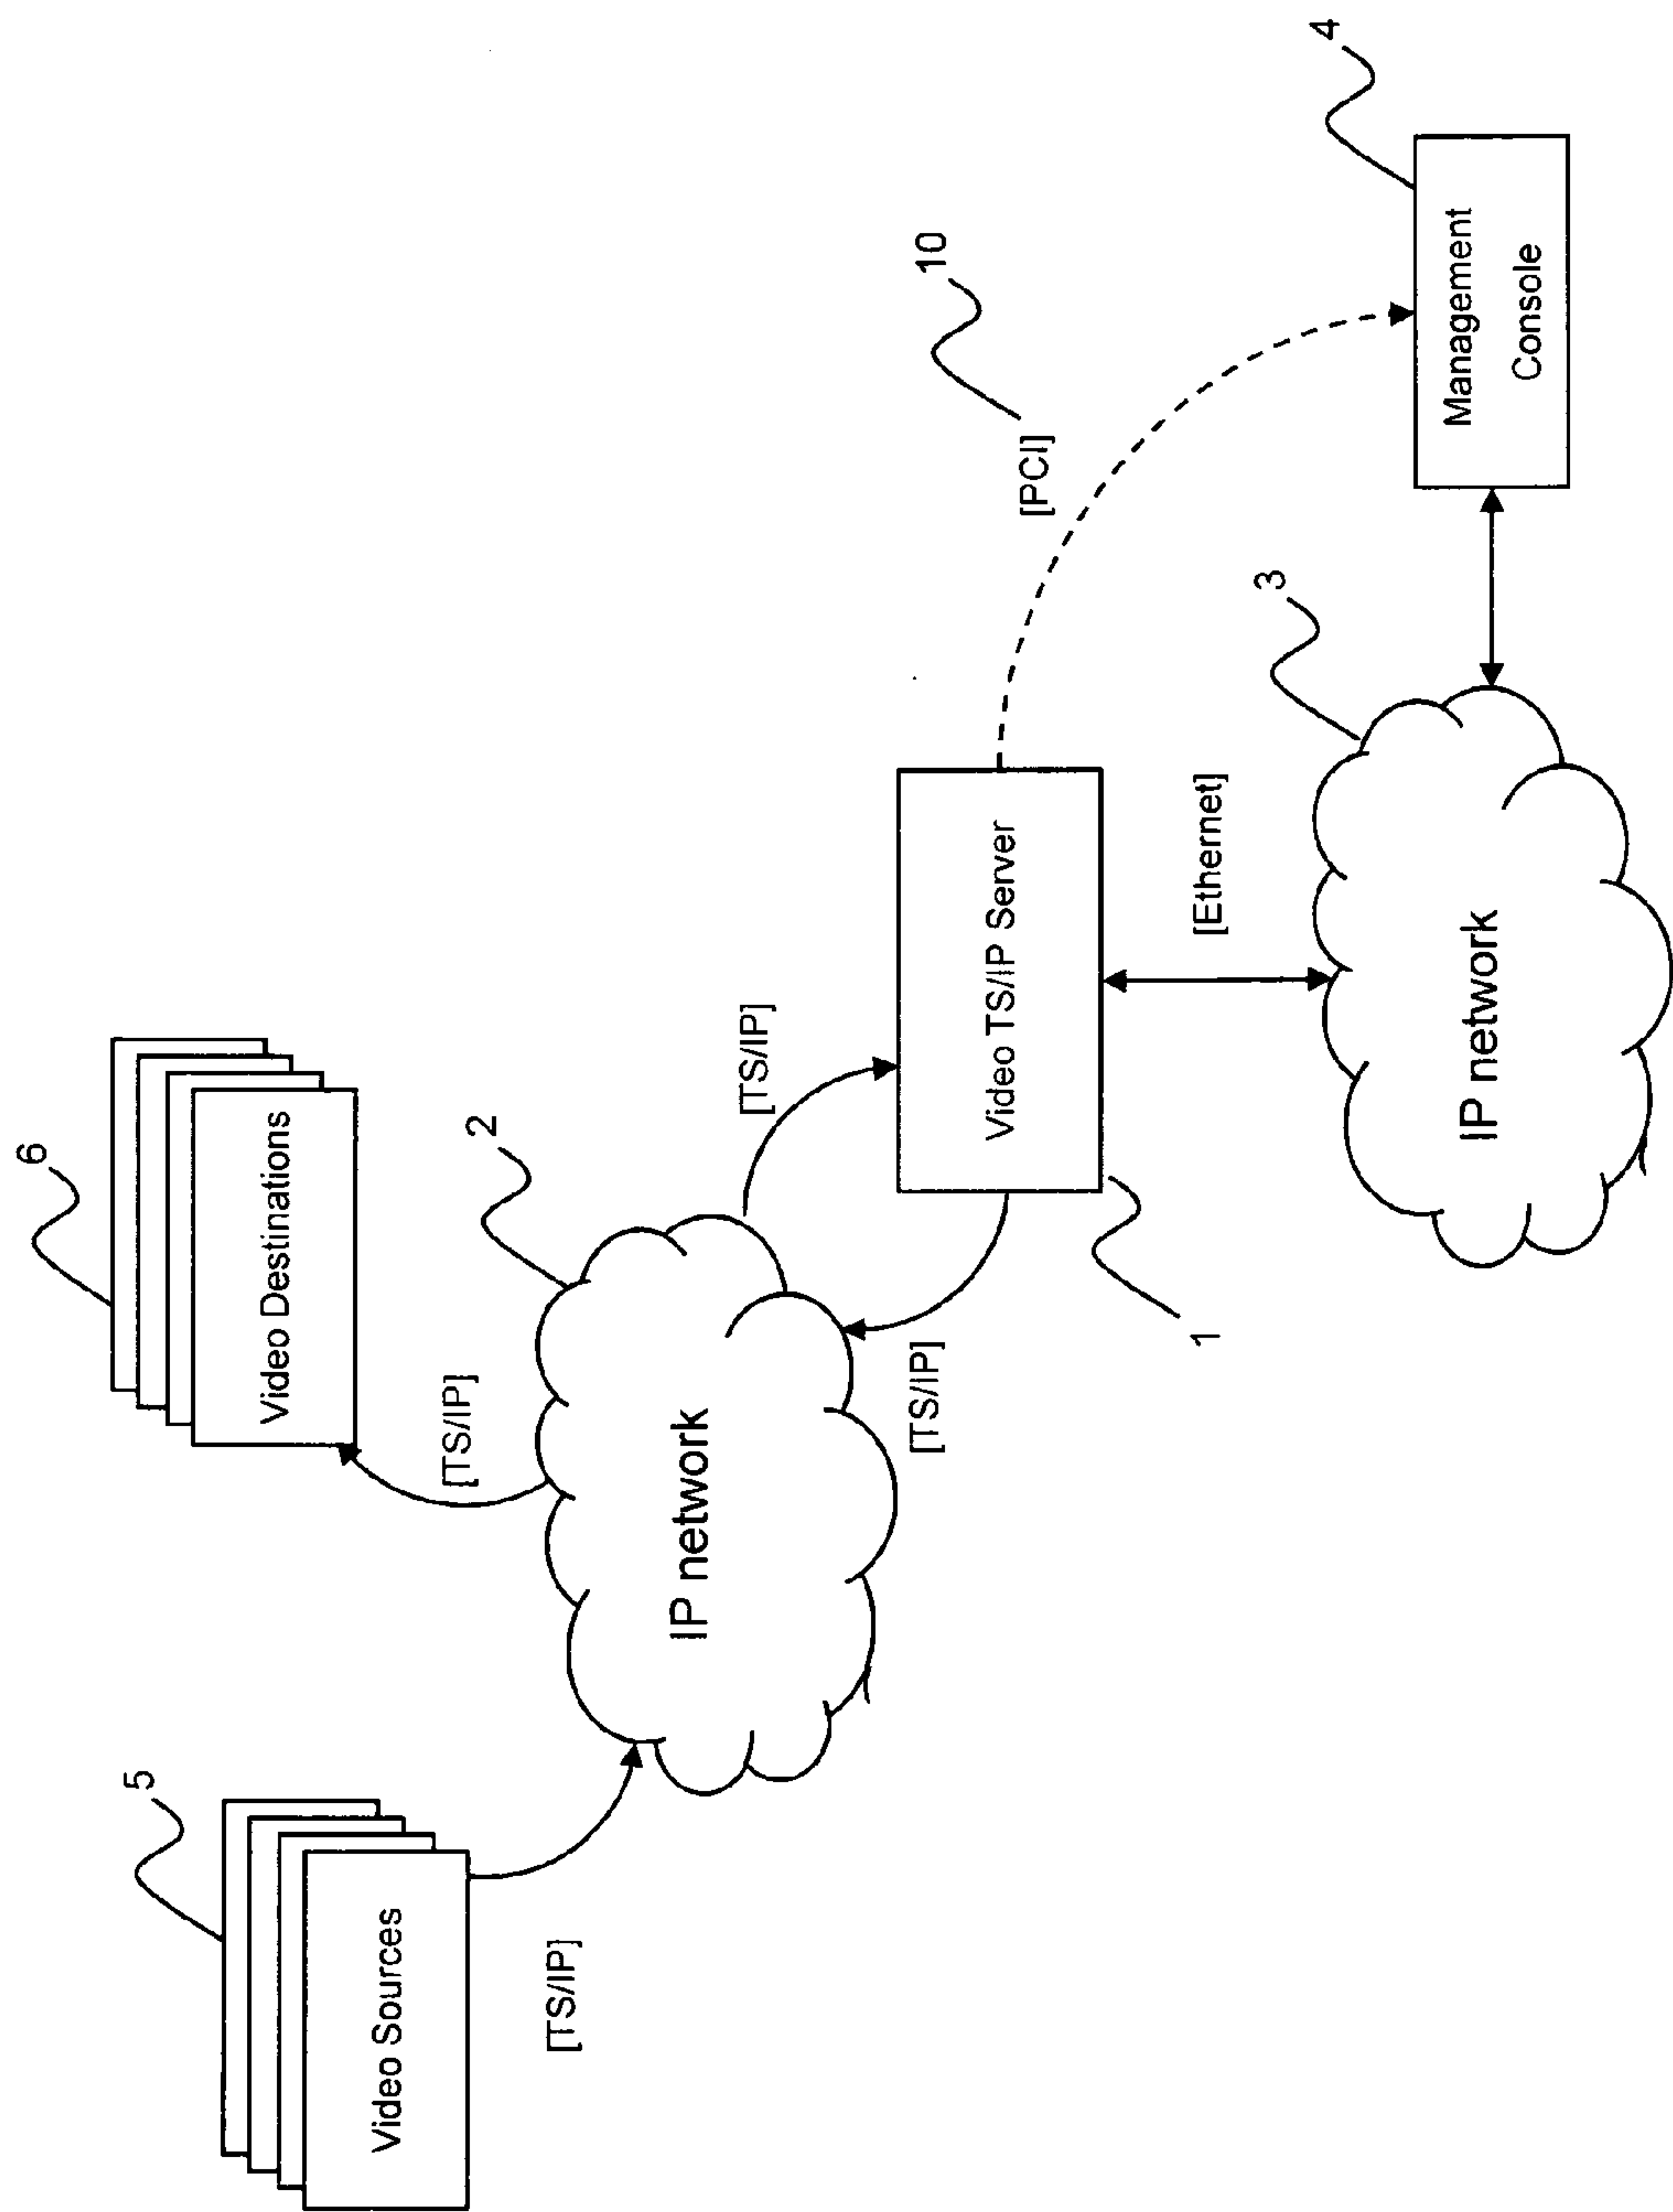 5
Video Sources
[TS/IP]
6
Video Destinations
[TS/IP]
2
IP network
[TS/IP]
[TS/IP]
Video TS/IP Server
1
[Ethernet]
10
[PCI]
3
IP network
4
Management
Console